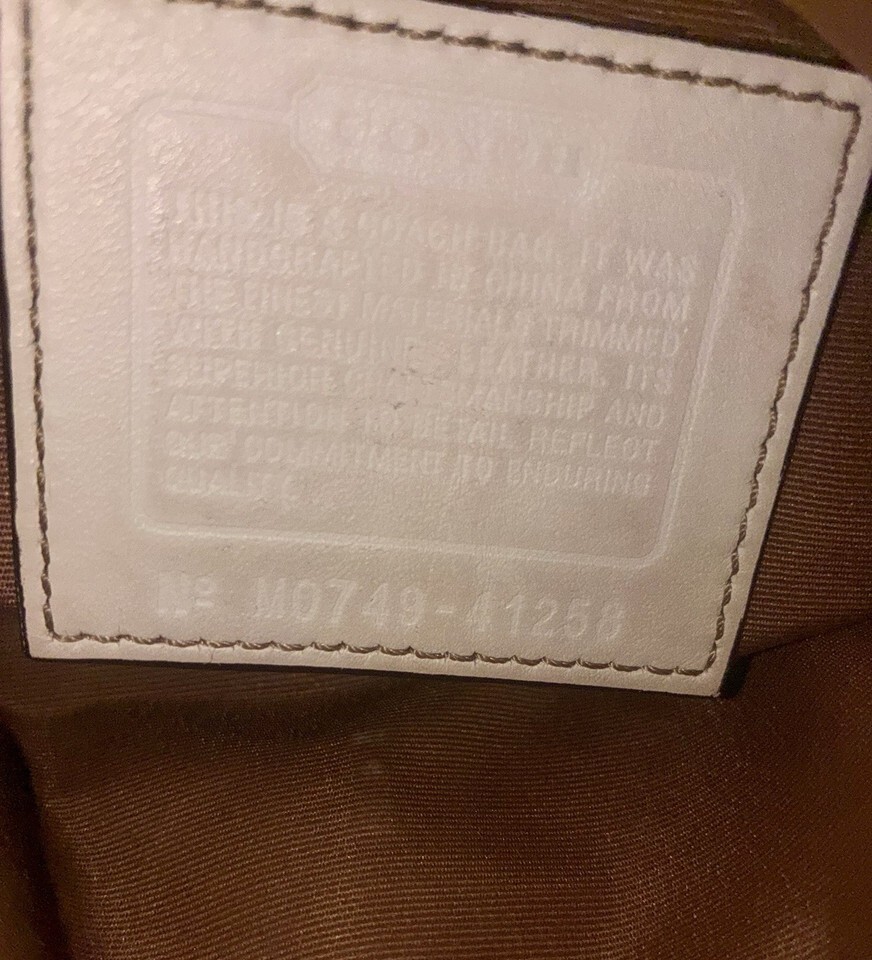 COACH
THIS IS A COACH BAG. IT WAS
HANDCRAFTED IN CHINA FROM
THE FINEST MATERIALS TRIMMED
WITH GENUINE LEATHER. ITS
SUPERIOR CRAFTSMANSHIP AND
ATTENTION TO DETAIL REFLECT
OUR COMMITMENT TO ENDURING
QUALITY.
Nº M0749-41258